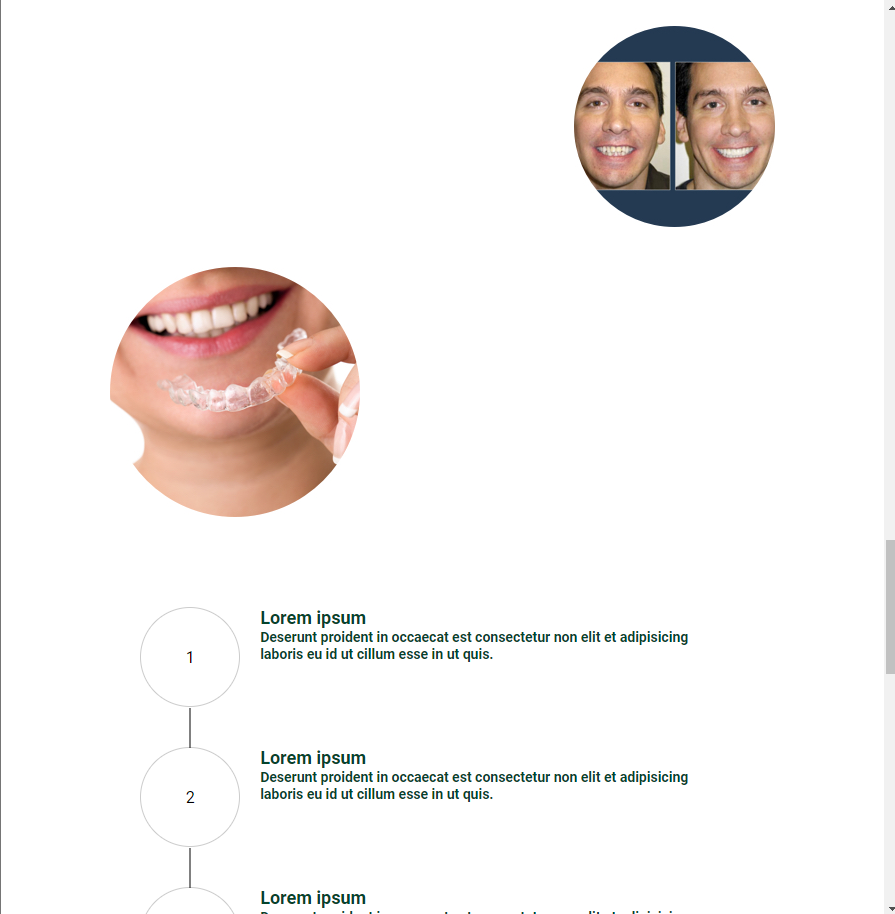 1
Lorem ipsum
Deserunt proident in occaecat est consectetur non elit et adipisicing
laboris eu id ut cillum esse in ut quis.
2
Lorem ipsum
Deserunt proident in occaecat est consectetur non elit et adipisicing
laboris eu id ut cillum esse in ut quis.
Lorem ipsum